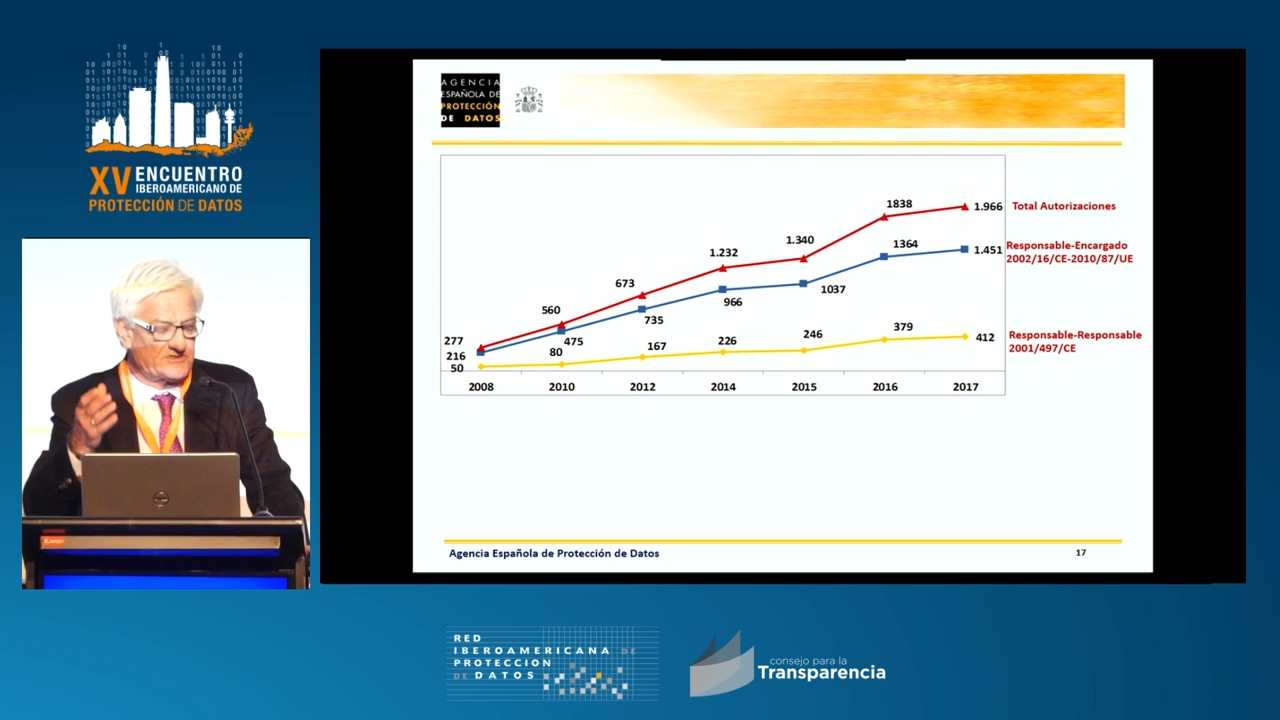 XV ENCUENTRO
IBEROAMERICANO DE
PROTECCIÓN DE DATOS
AGENCIA
ESPAÑOLA DE
PROTECCIÓN
DE DATOS
1838
1.966
Total Autorizaciones
1.340
1.232
1364
1.451
Responsable-Encargado
2002/16/CE-2010/87/UE
673
966
1037
560
735
475
277
216
50
80
167
226
246
379
412
Responsable-Responsable
2001/497/CE
2008
2010
2012
2014
2015
2016
2017
Agencia Española de Protección de Datos
17
RED
IBEROAMERICANA DE
PROTECCION
DE DATOS
consejo para la
Transparencia